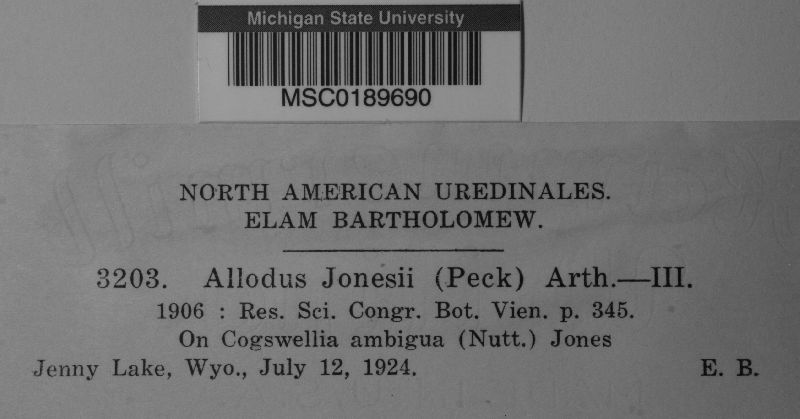 Michigan State University
MSC0189690
NORTH AMERICAN UREDINALES.
ELAM BARTHOLOMEW.
3203. Allodus Jonesii (Peck) Arth.—III.
1906 : Res. Sci. Congr. Bot. Vien. p. 345.
On Cogswellia ambigua (Nutt.) Jones
Jenny Lake, Wyo., July 12, 1924. E. B.